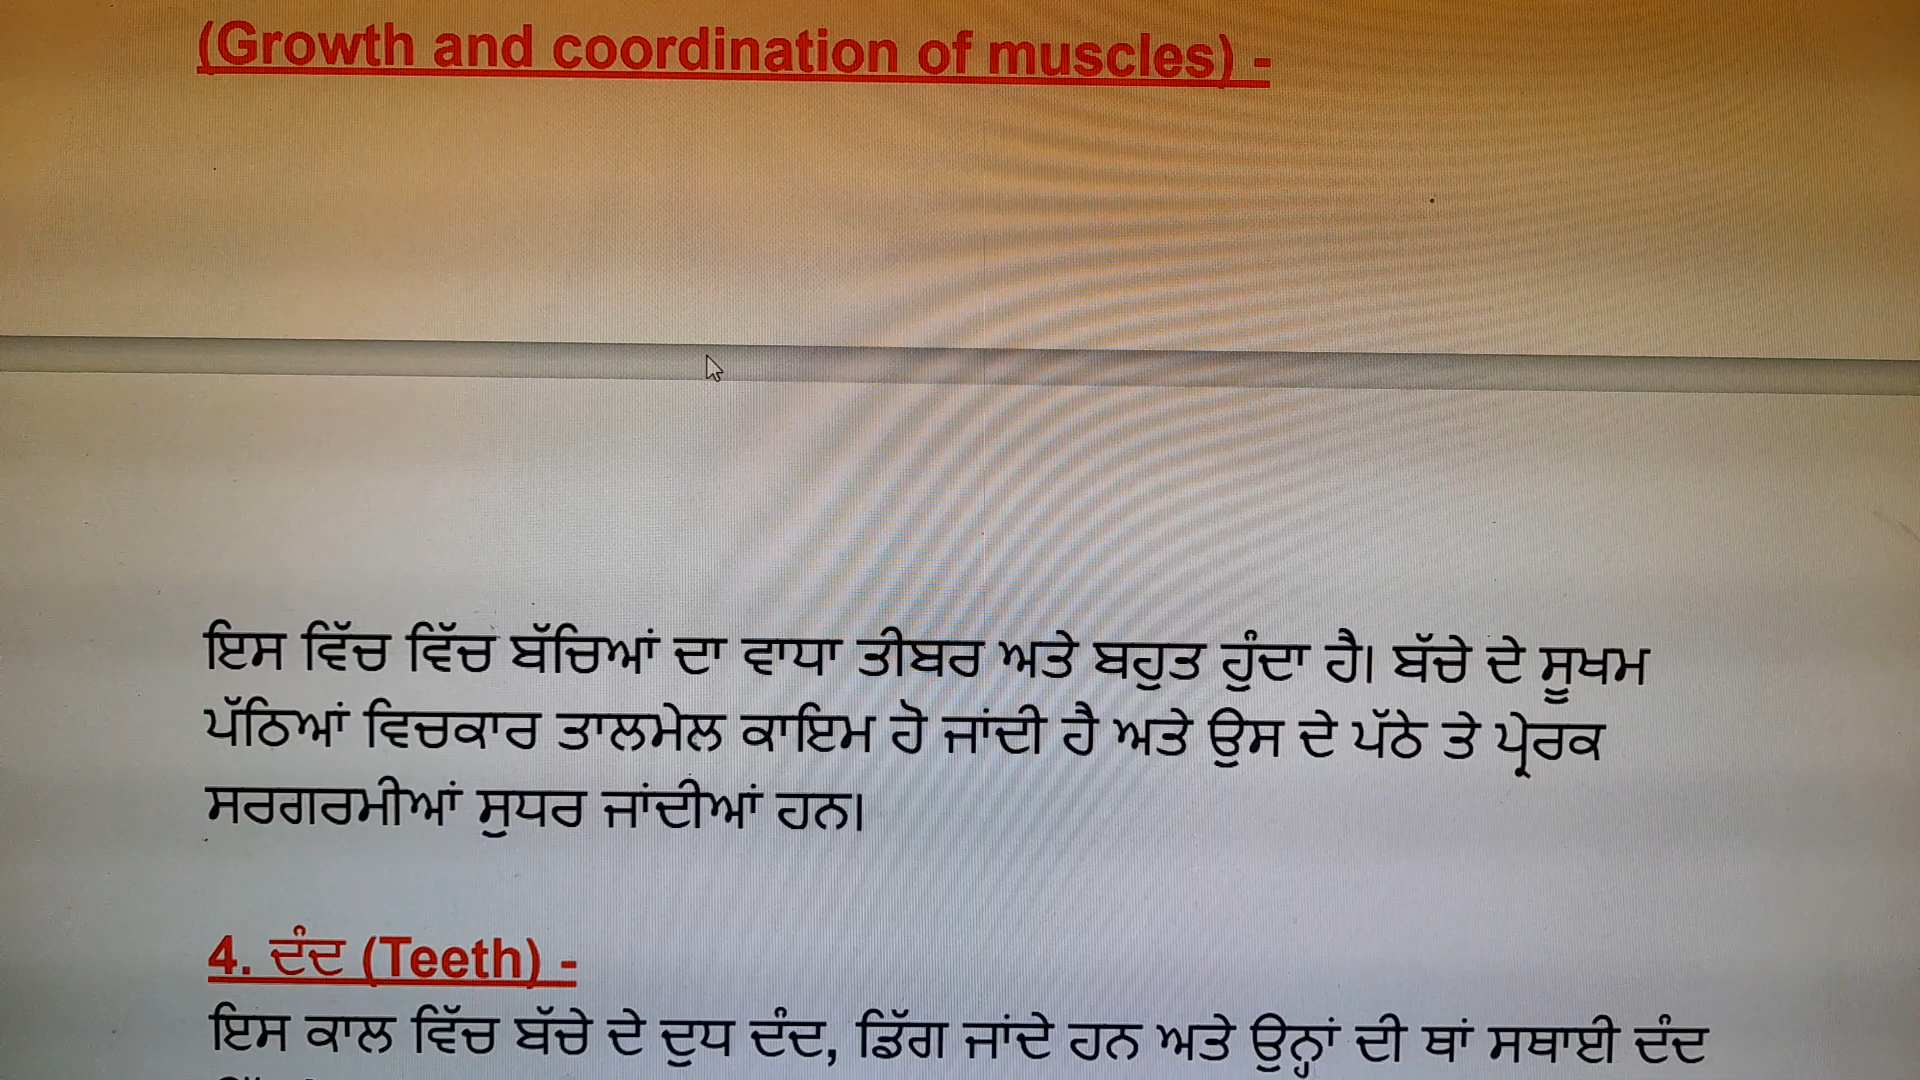 (Growth and coordination of muscles) -
ਇਸ ਵਿੱਚ ਵਿੱਚ ਬੱਚਿਆਂ ਦਾ ਵਾਧਾ ਤੀਬਰ ਅਤੇ ਬਹੁਤ ਹੁੰਦਾ ਹੈ। ਬੱਚੇ ਦੇ ਸੂਖਮ
ਪੱਠਿਆਂ ਵਿਚਕਾਰ ਤਾਲਮੇਲ ਕਾਇਮ ਹੋ ਜਾਂਦੀ ਹੈ ਅਤੇ ਉਸ ਦੇ ਪੱਠੇ ਤੇ ਪ੍ਰੇਰਕ
ਸਰਗਰਮੀਆਂ ਸੁਧਰ ਜਾਂਦੀਆਂ ਹਨ।
4. ਦੰਦ (Teeth) -
ਇਸ ਕਾਲ ਵਿੱਚ ਬੱਚੇ ਦੇ ਦੁਧ ਦੰਦ, ਡਿੱਗ ਜਾਂਦੇ ਹਨ ਅਤੇ ਉਨ੍ਹਾਂ ਦੀ ਥਾਂ ਸਥਾਈ ਦੰਦ